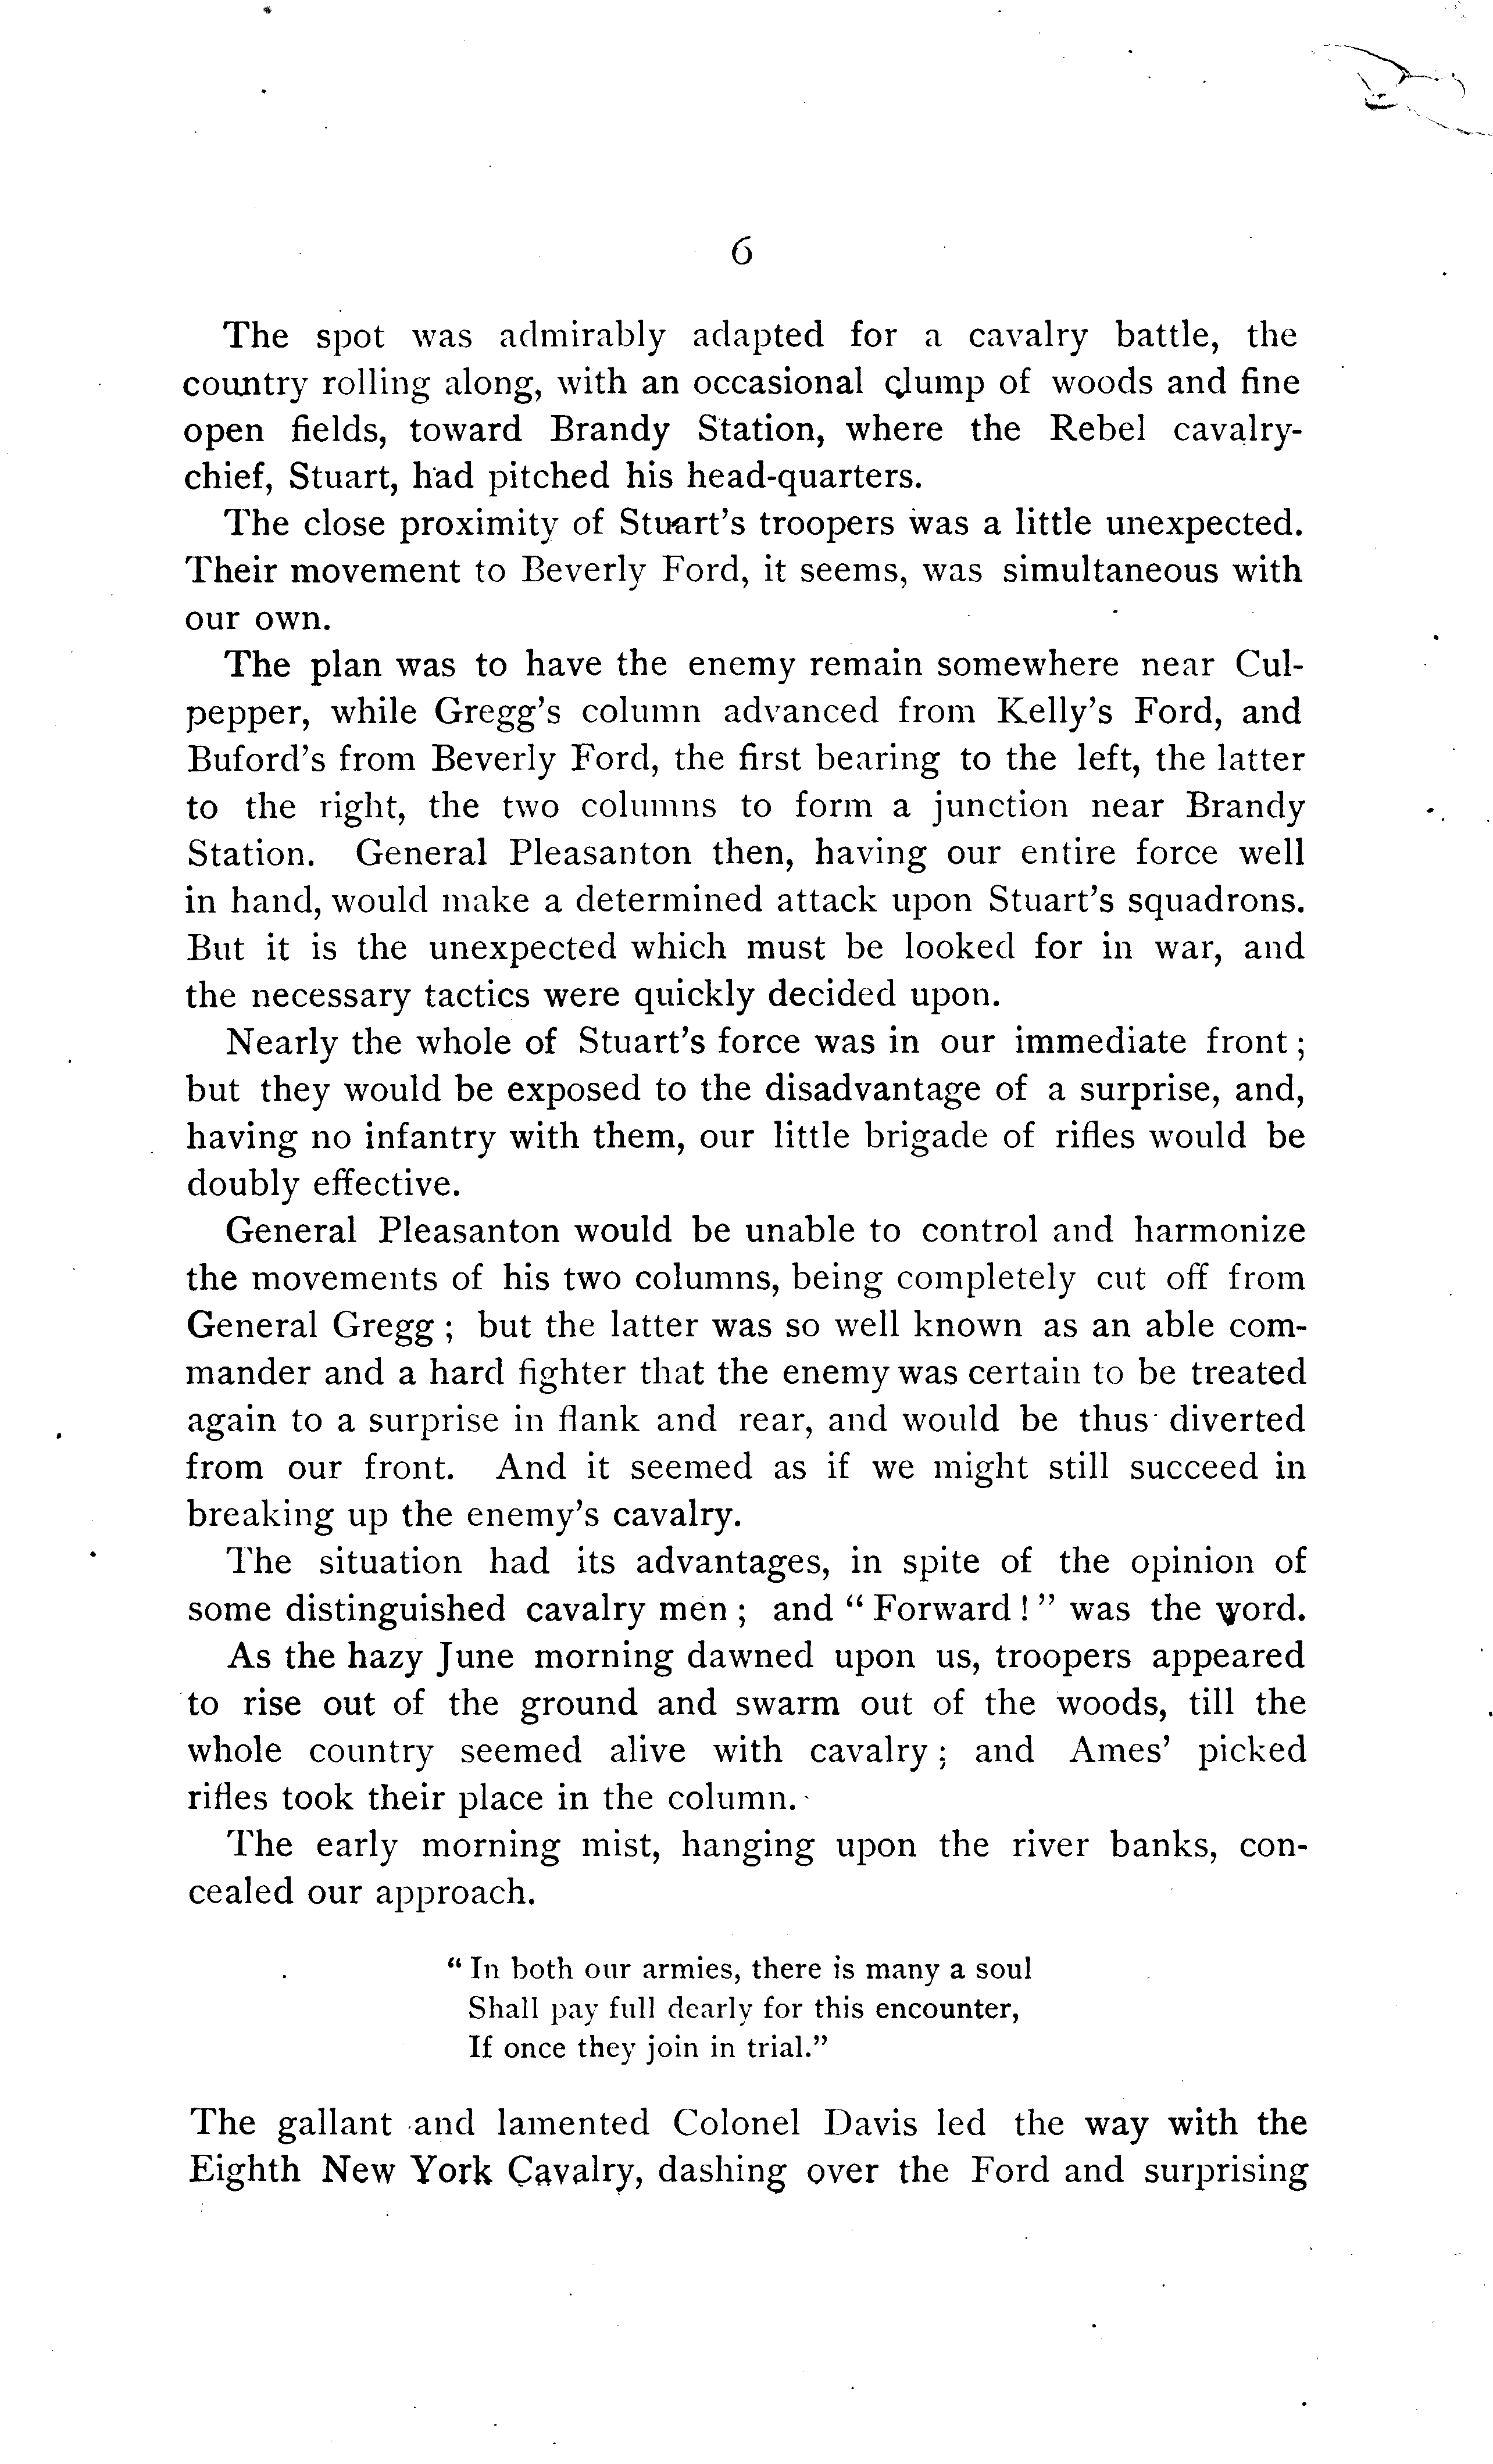 6
The spot was admirably adapted for a cavalry battle, the
country rolling along, with an occasional clump of woods and fine
open fields, toward Brandy Station, where the Rebel cavalry-
chief, Stuart, had pitched his head-quarters.
The close proximity of Stuart's troopers was a little unexpected.
Their movement to Beverly Ford, it seems, was simultaneous with
our own.
The plan was to have the enemy remain somewhere near Cul-
pepper, while Gregg's column advanced from Kelly's Ford, and
Buford's from Beverly Ford, the first bearing to the left, the latter
to the right, the two columns to form a junction near Brandy
Station. General Pleasanton then, having our entire force well
in hand, would make a determined attack upon Stuart's squadrons.
But it is the unexpected which must be looked for in war, and
the necessary tactics were quickly decided upon.
Nearly the whole of Stuart's force was in our immediate front;
but they would be exposed to the disadvantage of a surprise, and,
having no infantry with them, our little brigade of rifles would be
doubly effective.
General Pleasanton would be unable to control and harmonize
the movements of his two columns, being completely cut off from
General Gregg; but the latter was so well known as an able com-
mander and a hard fighter that the enemy was certain to be treated
again to a surprise in flank and rear, and would be thus diverted
from our front. And it seemed as if we might still succeed in
breaking up the enemy's cavalry.
The situation had its advantages, in spite of the opinion of
some distinguished cavalry men; and "Forward!" was the word.
As the hazy June morning dawned upon us, troopers appeared
to rise out of the ground and swarm out of the woods, till the
whole country seemed alive with cavalry; and Ames' picked
rifles took their place in the column.
The early morning mist, hanging upon the river banks, con-
cealed our approach.
"In both our armies, there is many a soul
Shall pay full dearly for this encounter,
If once they join in trial."
The gallant and lamented Colonel Davis led the way with the
Eighth New York Cavalry, dashing over the Ford and surprising